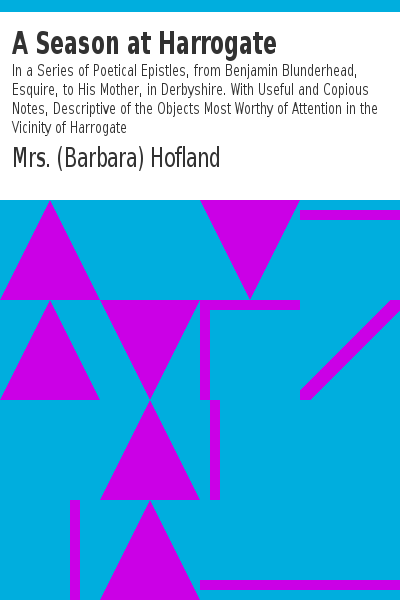 A Season at Harrogate
In a Series of Poetical Epistles, from Benjamin Blunderhead,
Esquire, to His Mother, in Derbyshire. With Useful and Copious
Notes, Descriptive of the Objects Most Worthy of Attention in the
Vicinity of Harrogate
Mrs. (Barbara) Hofland